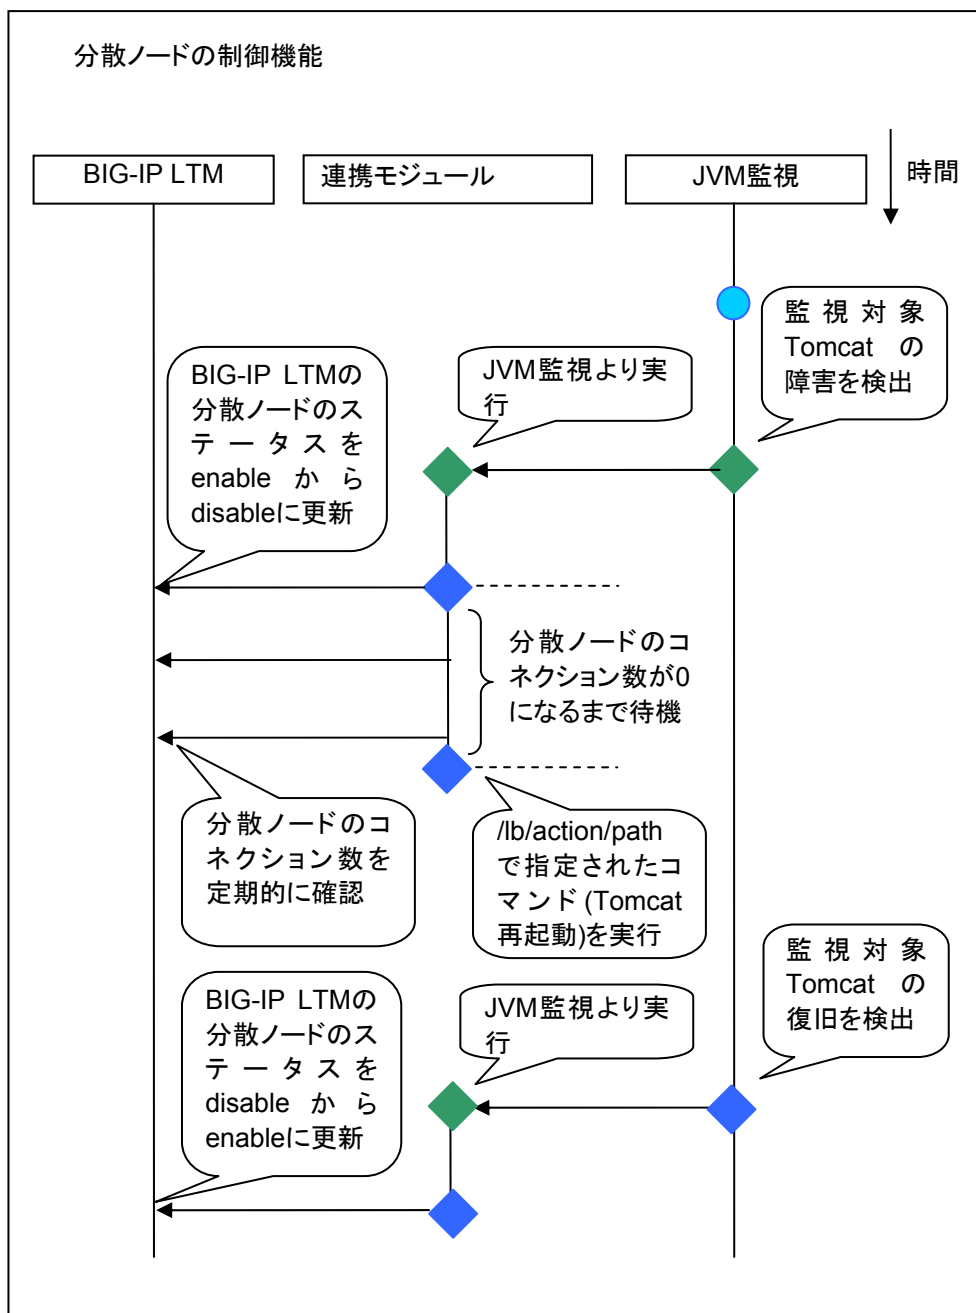 分散ノードの制御機能
BIG-IP LTM
連携モジュール
JVM監視
時間
監視対象
Tomcat の
障害を検出
JVM監視より実
行
BIG-IP LTMの
分散ノードのス
テータスを
enable から
disableに更新
分散ノードのコ
ネクション数が0
になるまで待機
分散ノードのコ
ネクション数を
定期的に確認
/lb/action/path
で指定されたコ
マンド(Tomcat
再起動)を実行
監視対象
Tomcat の
復旧を検出
JVM監視より実
行
BIG-IP LTMの
分散ノードのス
テータスを
disable から
enableに更新